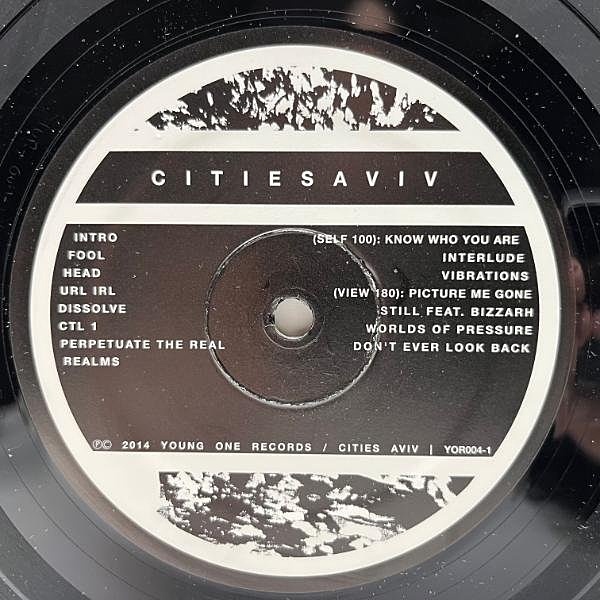 CITIES AVIV
INTRO
FOOL
HEAD
URL IRL
DISSOLVE
CTL 1
PERPETUATE THE REAL
REALMS
(SELF 100): KNOW WHO YOU ARE
INTERLUDE
VIBRATIONS
(VIEW 180): PICTURE ME GONE
STILL FEAT. BIZZARH
WORLDS OF PRESSURE
DON'T EVER LOOK BACK
℗© 2014 YOUNG ONE RECORDS / CITIES AVIV | YOR004-1